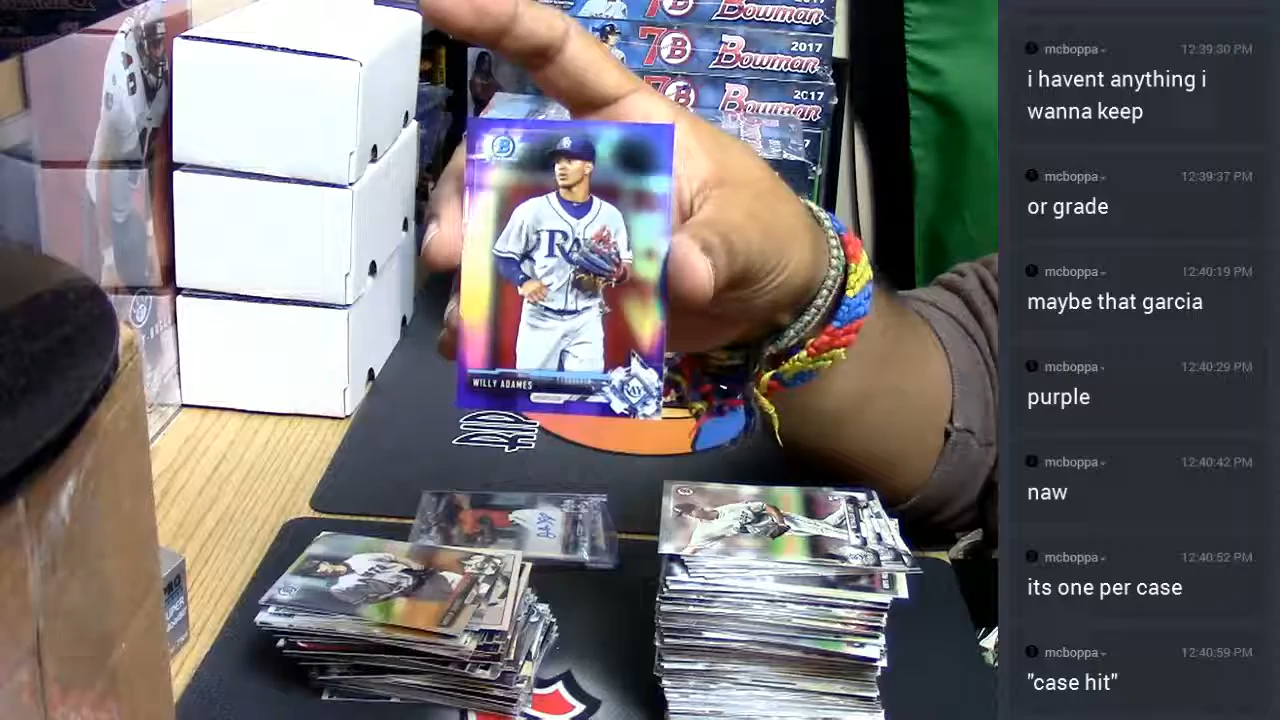 Bowman
2017
Bowman
2017
Bowman
RA
WILLY ADAMES
mcboppa
12:39:30 PM
i havent anything i
wanna keep
mcboppa
12:39:37 PM
or grade
mcboppa
12:40:19 PM
maybe that garcia
mcboppa
12:40:29 PM
purple
mcboppa
12:40:42 PM
naw
mcboppa
12:40:52 PM
its one per case
mcboppa
12:40:59 PM
"case hit"